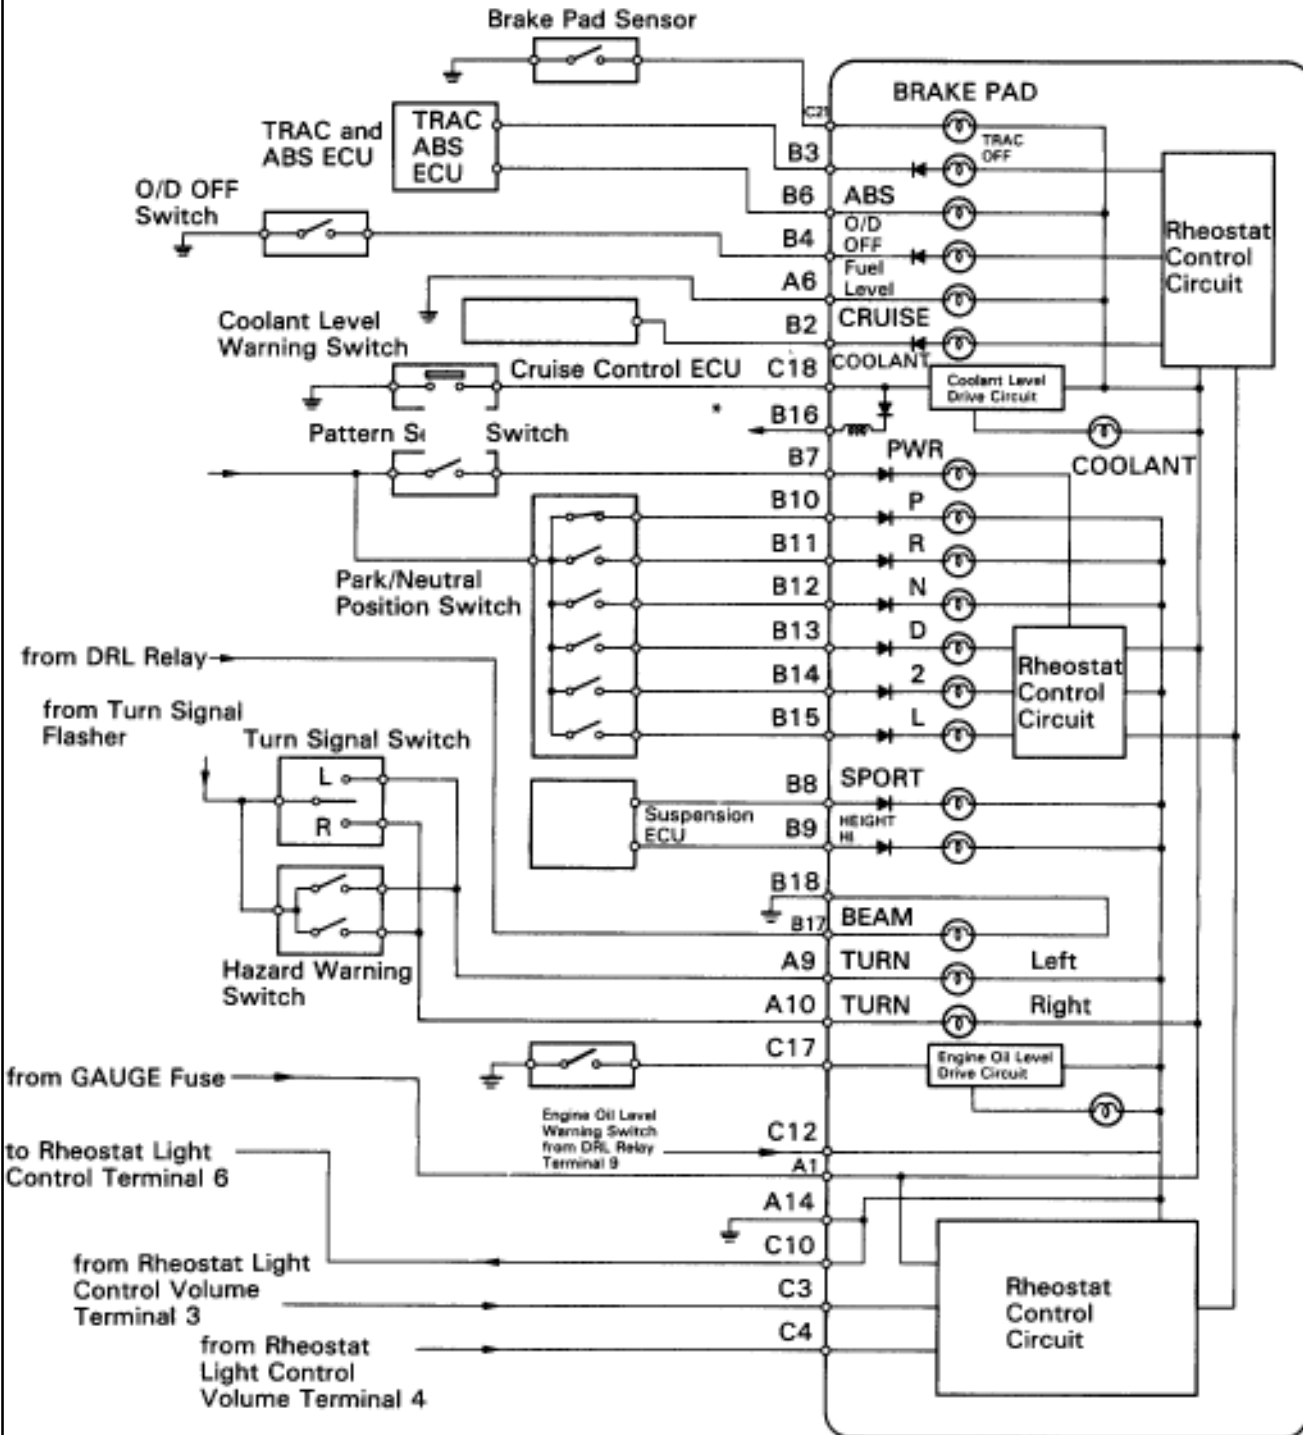 Brake Pad Sensor
BRAKE PAD
C21
TRAC and
ABS ECU
TRAC
ABS
ECU
B3
TRAC
OFF
O/D OFF
Switch
B6
ABS
B4
O/D
OFF
Rheostat
Control
Circuit
A6
Fuel
Level
B2
CRUISE
Coolant Level
Warning Switch
Cruise Control ECU
C18
COOLANT
Coolant Level
Drive Circuit
*
B16
Pattern Se
Switch
B7
PWR
COOLANT
B10
P
B11
R
Park/Neutral
Position Switch
B12
N
B13
D
from DRL Relay
B14
2
Rheostat
Control
Circuit
B15
L
from Turn Signal
Flasher
Turn Signal Switch
L
R
B8
SPORT
Suspension
ECU
B9
HEIGHT
HI
B18
B17
BEAM
A9
TURN
Left
Hazard Warning
Switch
A10
TURN
Right
C17
Engine Oil Level
Drive Circuit
from GAUGE Fuse
Engine Oil Level
Warning Switch
from DRL Relay
Terminal 9
C12
to Rheostat Light
Control Terminal 6
A1
A14
C10
from Rheostat Light
Control Volume
Terminal 3
C3
Rheostat
Control
Circuit
from Rheostat
Light Control
Volume Terminal 4
C4